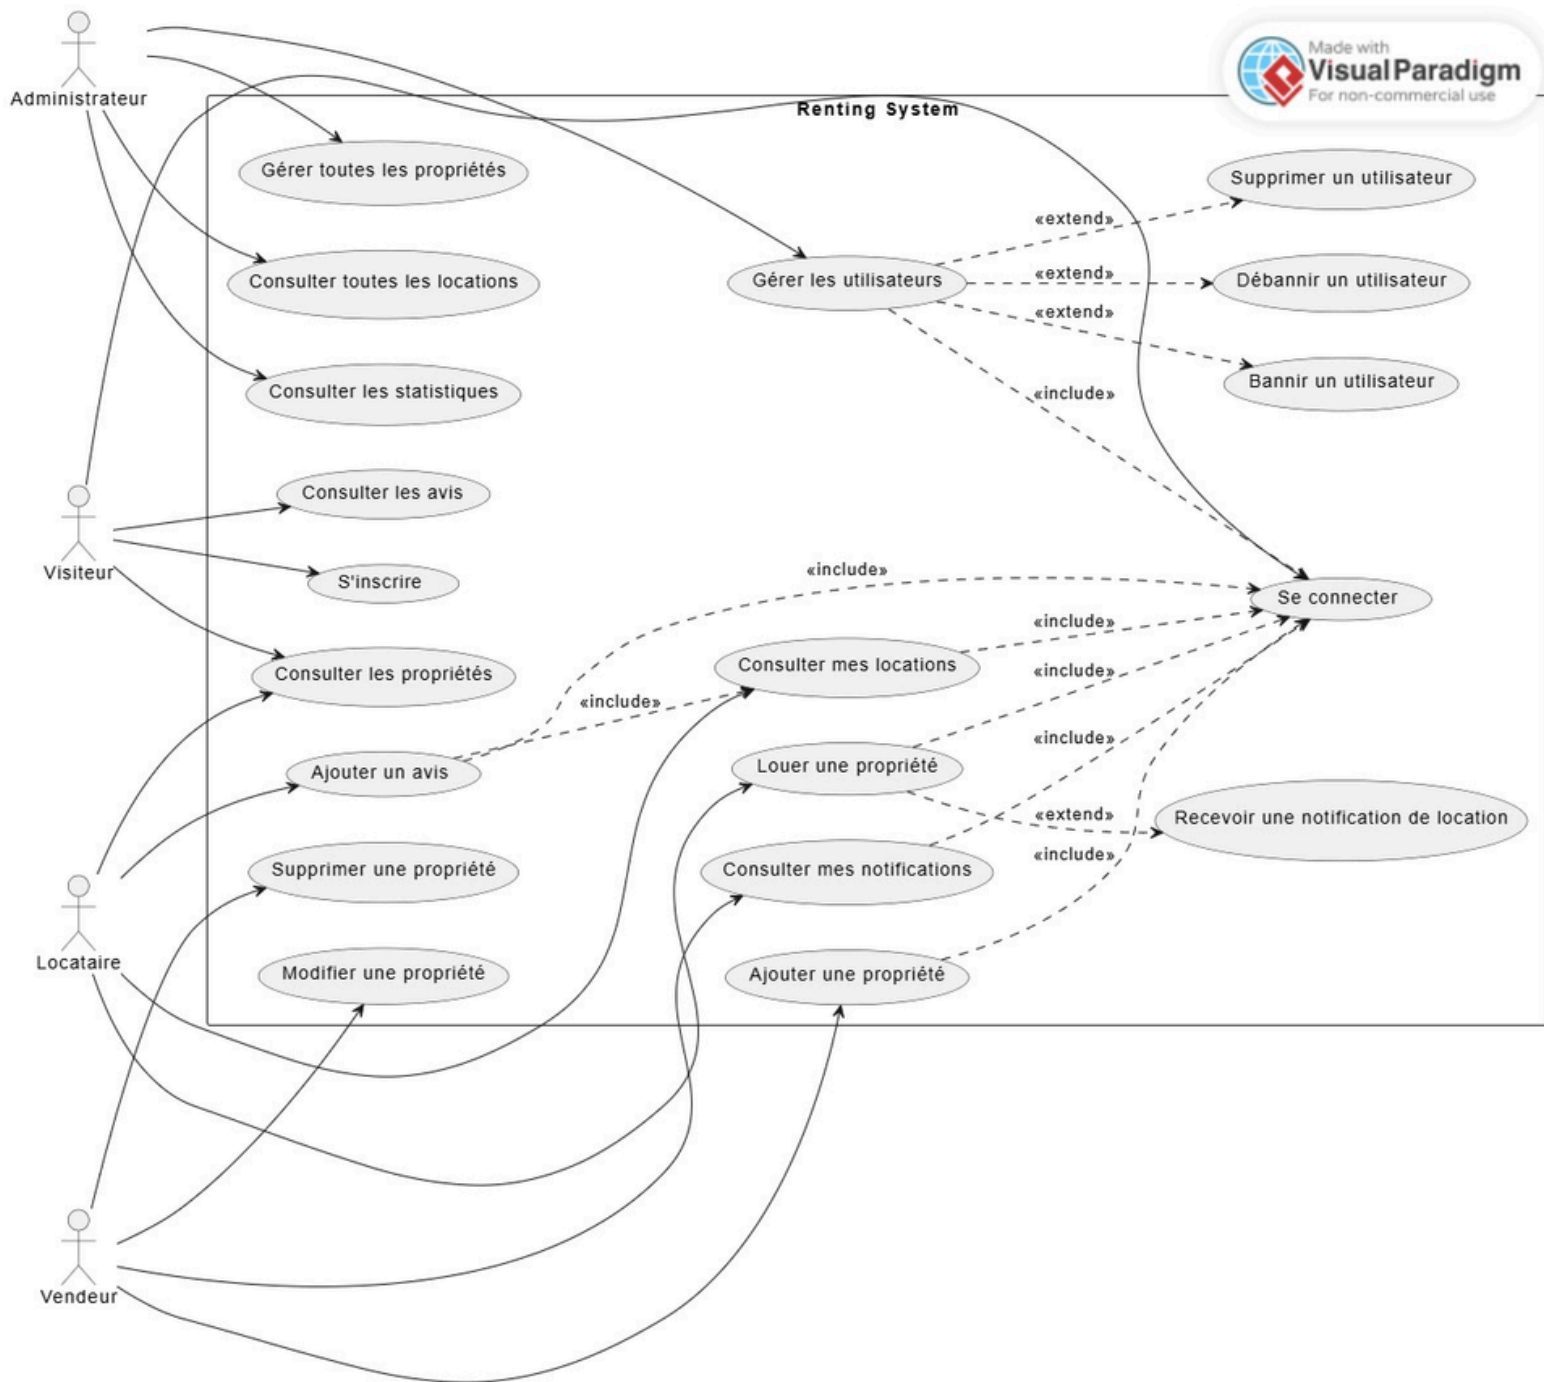 Made with
Visual Paradigm
For non-commercial use
Administrateur
Renting System
Gérer toutes les propriétés
Supprimer un utilisateur
«extend»
Consulter toutes les locations
Gérer les utilisateurs
«extend»
Débannir un utilisateur
«extend»
Consulter les statistiques
Bannir un utilisateur
«include»
Consulter les avis
Visiteur
S'inscrire
«include»
Se connecter
«include»
Consulter les propriétés
Consulter mes locations
«include»
«include»
Ajouter un avis
Louer une propriété
«include»
«extend»
Recevoir une notification de location
Supprimer une propriété
Consulter mes notifications
«include»
Locataire
Modifier une propriété
Ajouter une propriété
Vendeur